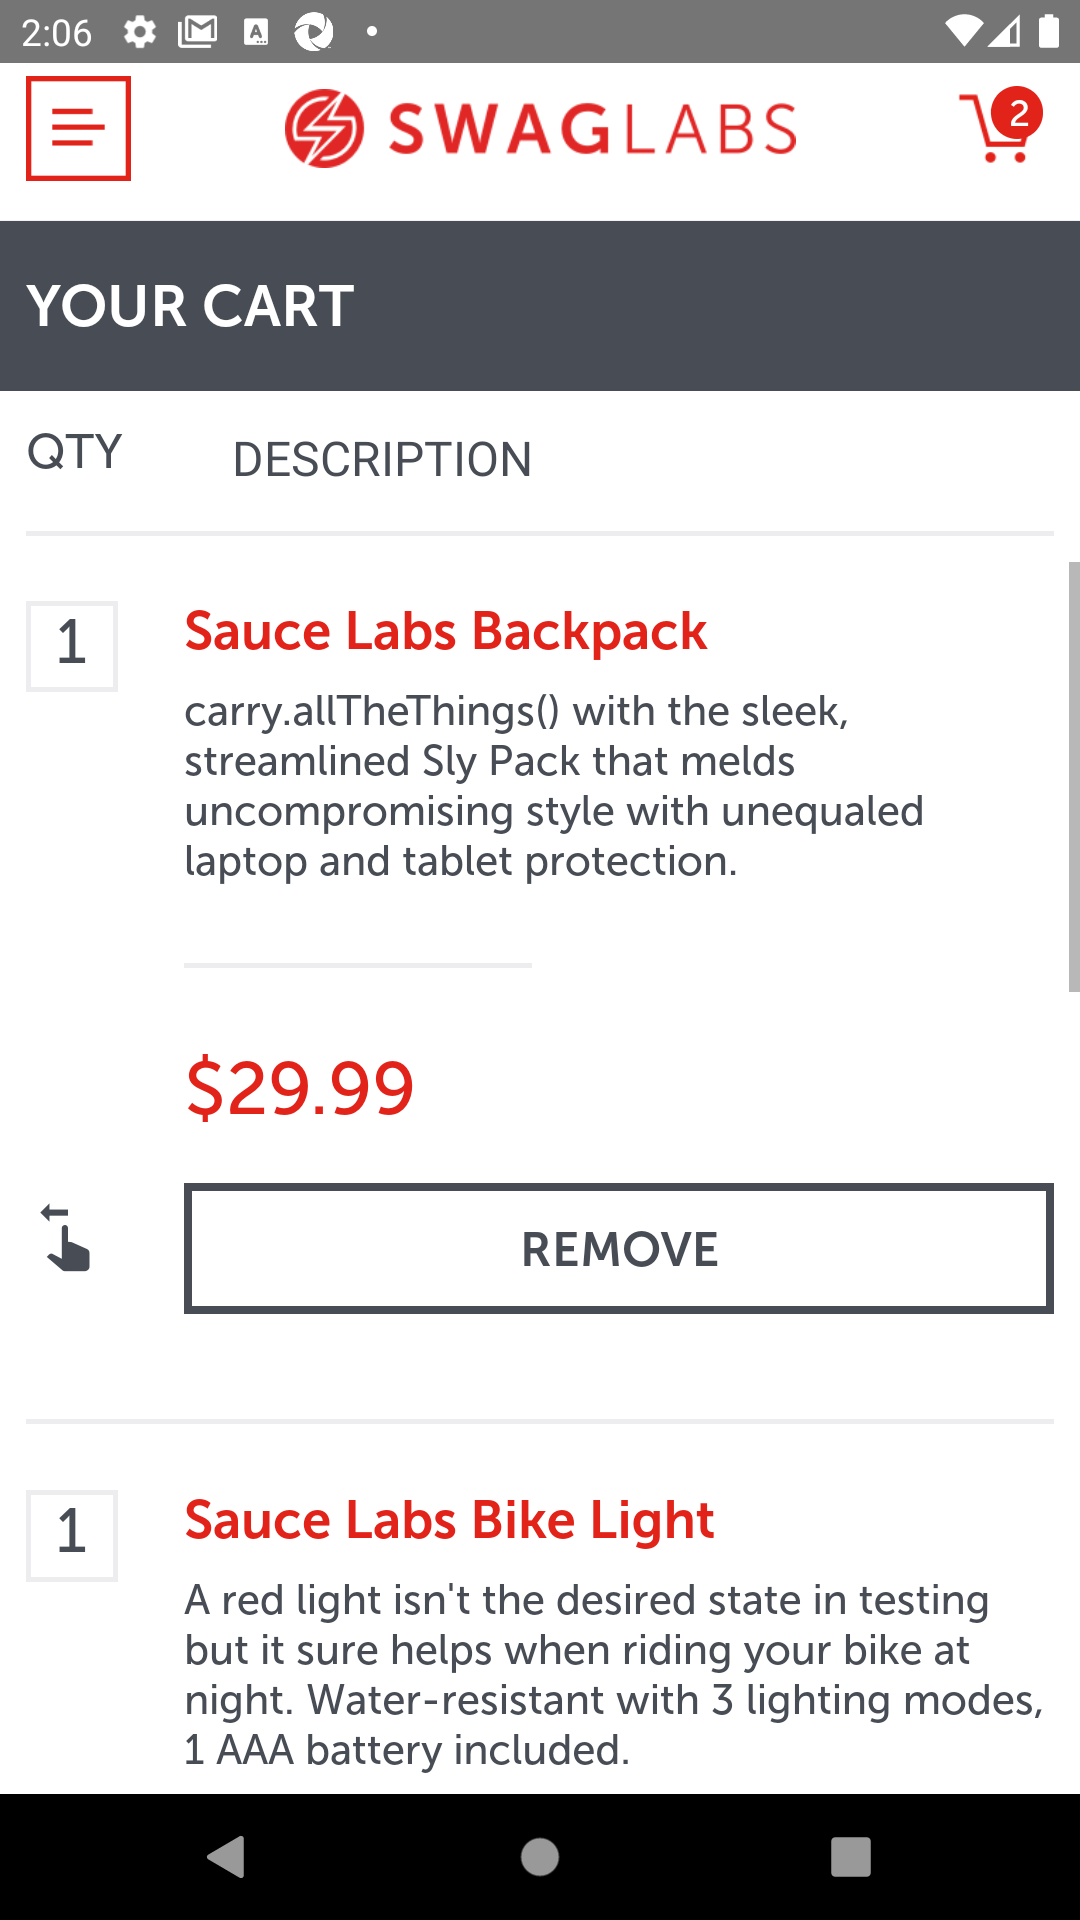 2:06
SWAGLABS
2
YOUR CART
QTY DESCRIPTION
1
Sauce Labs Backpack
carry.allTheThings() with the sleek,
streamlined Sly Pack that melds
uncompromising style with unequaled
laptop and tablet protection.
$29.99
REMOVE
1
Sauce Labs Bike Light
A red light isn't the desired state in testing
but it sure helps when riding your bike at
night. Water-resistant with 3 lighting modes,
1 AAA battery included.